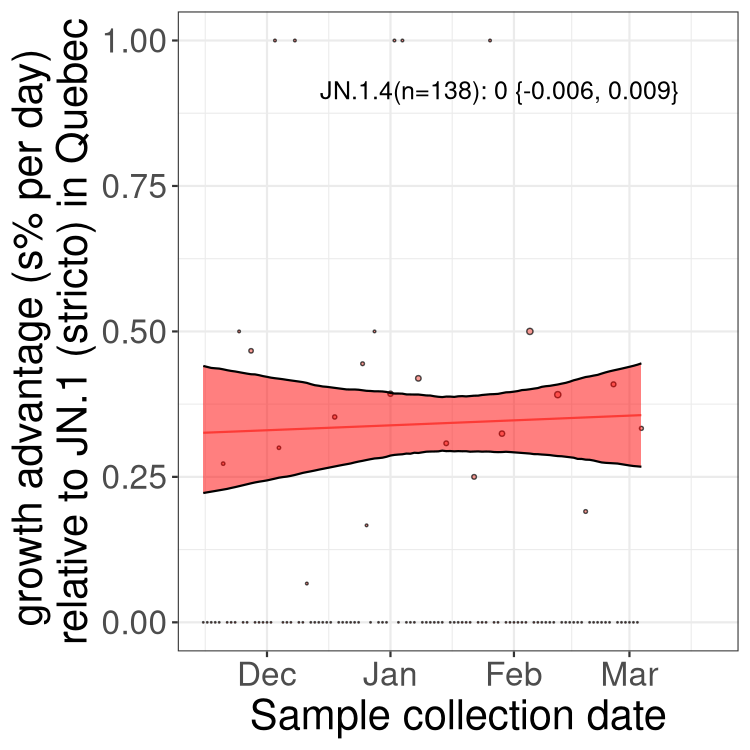 growth advantage (s% per day)
relative to JN.1 (stricto) in Quebec
1.00
JN.1.4(n=138): 0 {-0.006, 0.009}
0.75
0.50
0.25
0.00
Dec Jan Feb Mar
Sample collection date